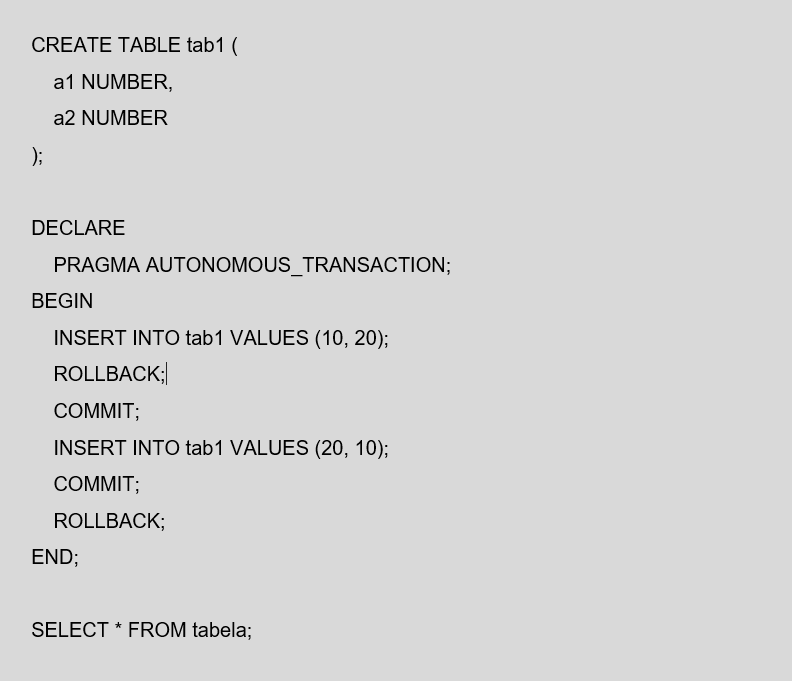 CREATE TABLE tab1 (
a1 NUMBER,
a2 NUMBER
);
DECLARE
PRAGMA AUTONOMOUS_TRANSACTION;
BEGIN
INSERT INTO tab1 VALUES (10, 20);
ROLLBACK;
COMMIT;
INSERT INTO tab1 VALUES (20, 10);
COMMIT;
ROLLBACK;
END;
SELECT * FROM tabela;